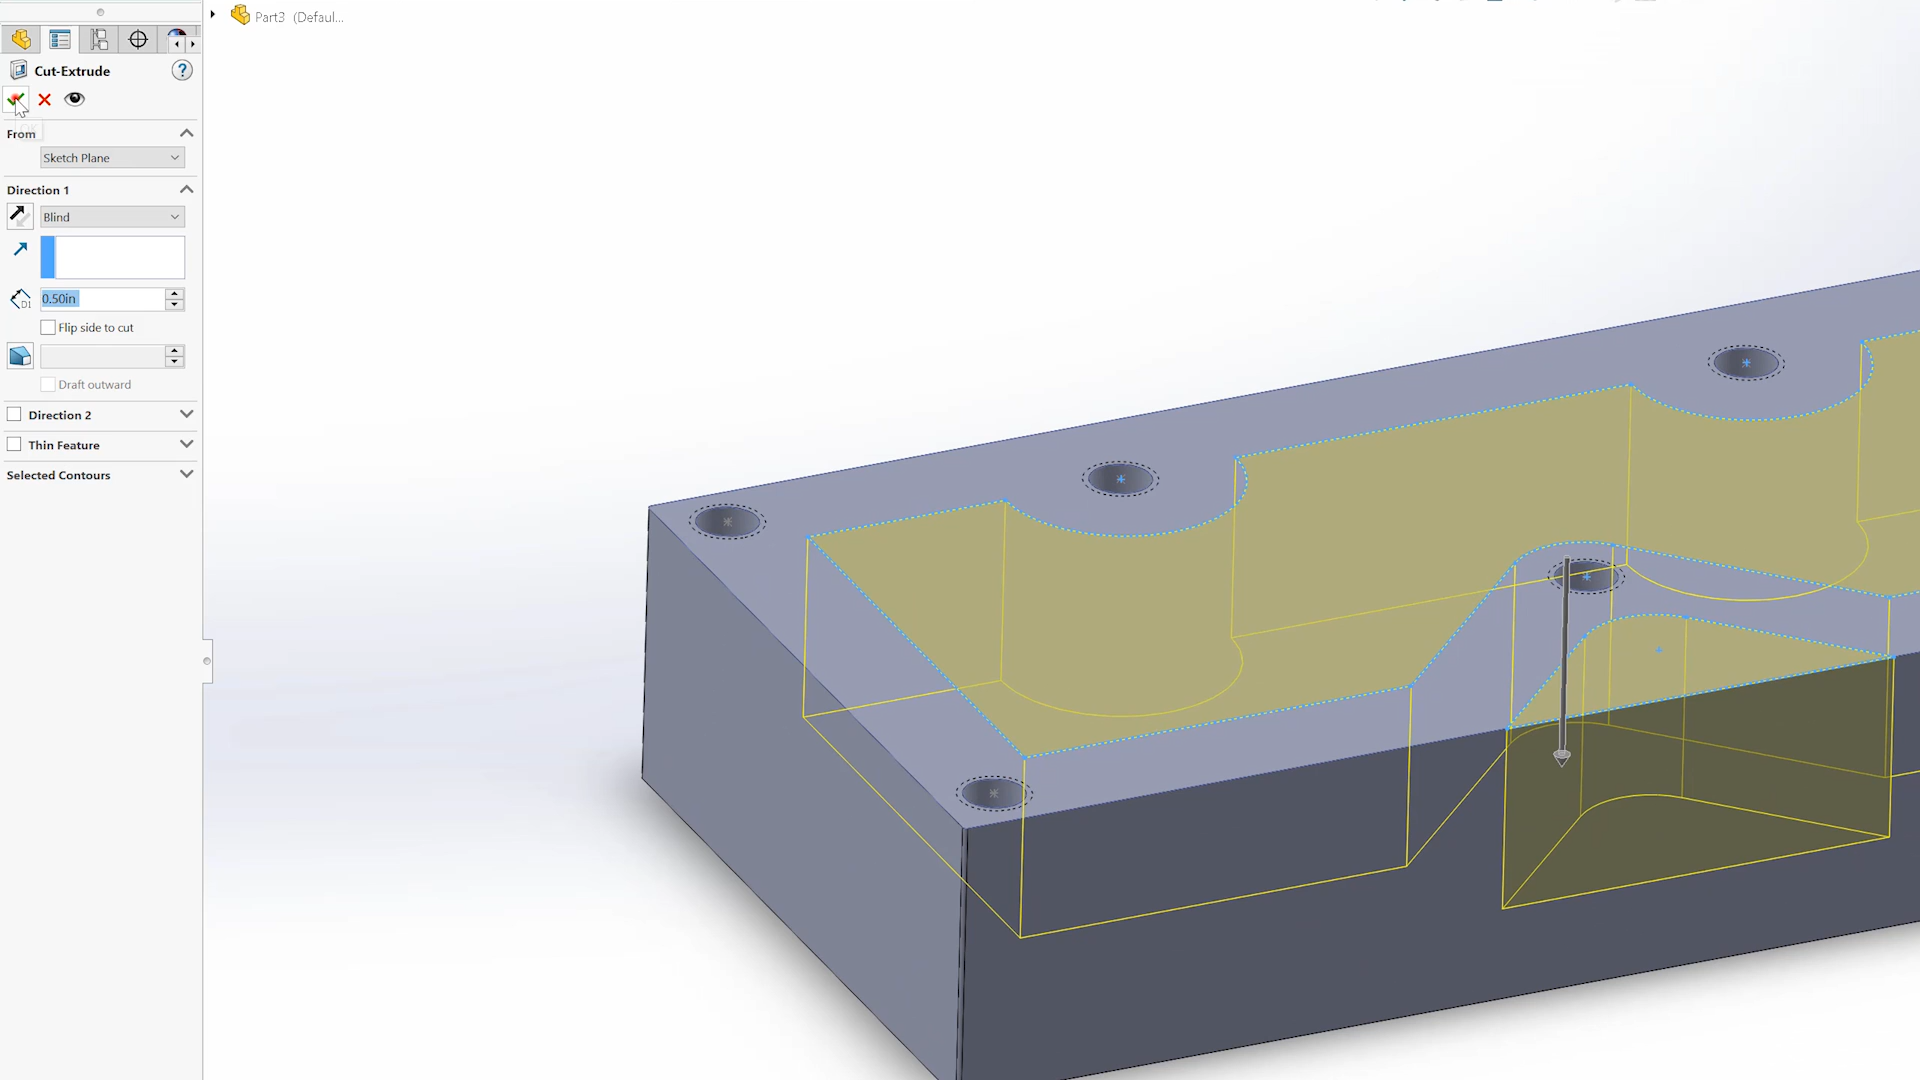 Part3 (Defaul...
Cut-Extrude
?
From
Sketch Plane
Direction 1
Blind
D1
0.50in
Flip side to cut
Draft outward
Direction 2
Thin Feature
Selected Contours